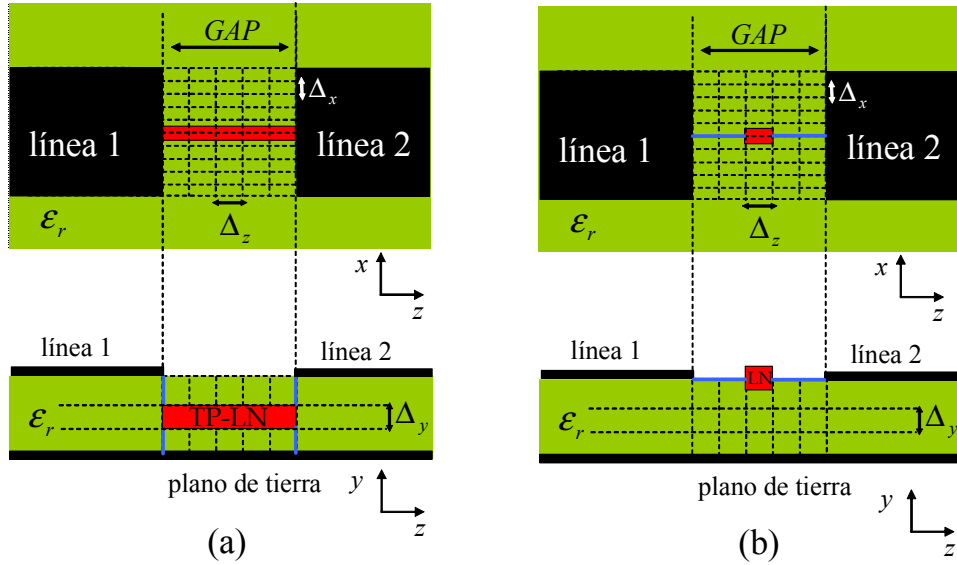 GAP
Δx
línea 1
línea 2
εr
Δz
x
z
línea 1
línea 2
εr
TP-LN
Δy
plano de tierra
y
z
(a)
GAP
Δx
línea 1
línea 2
εr
Δz
x
z
línea 1
línea 2
LN
εr
Δy
plano de tierra
y
z
(b)